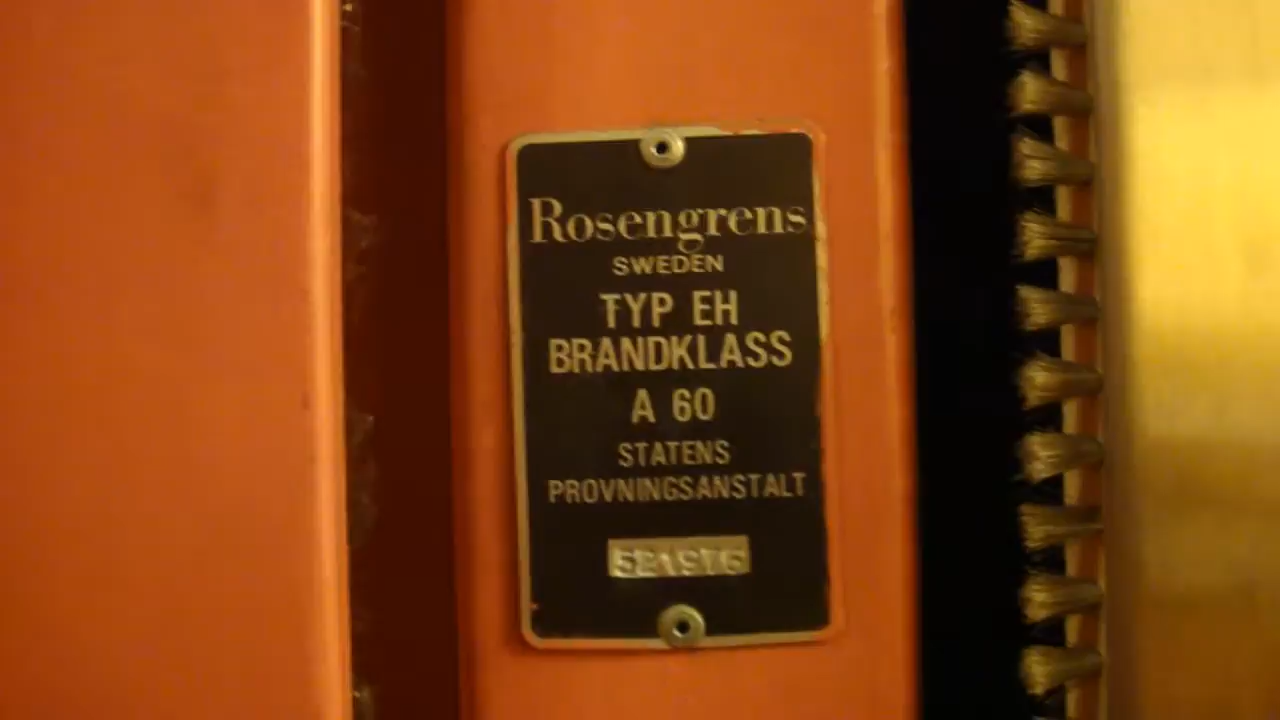 Rosengrens
SWEDEN
TYP EH
BRANDKLASS
A 60
STATENS
PROVNINGSANSTALT